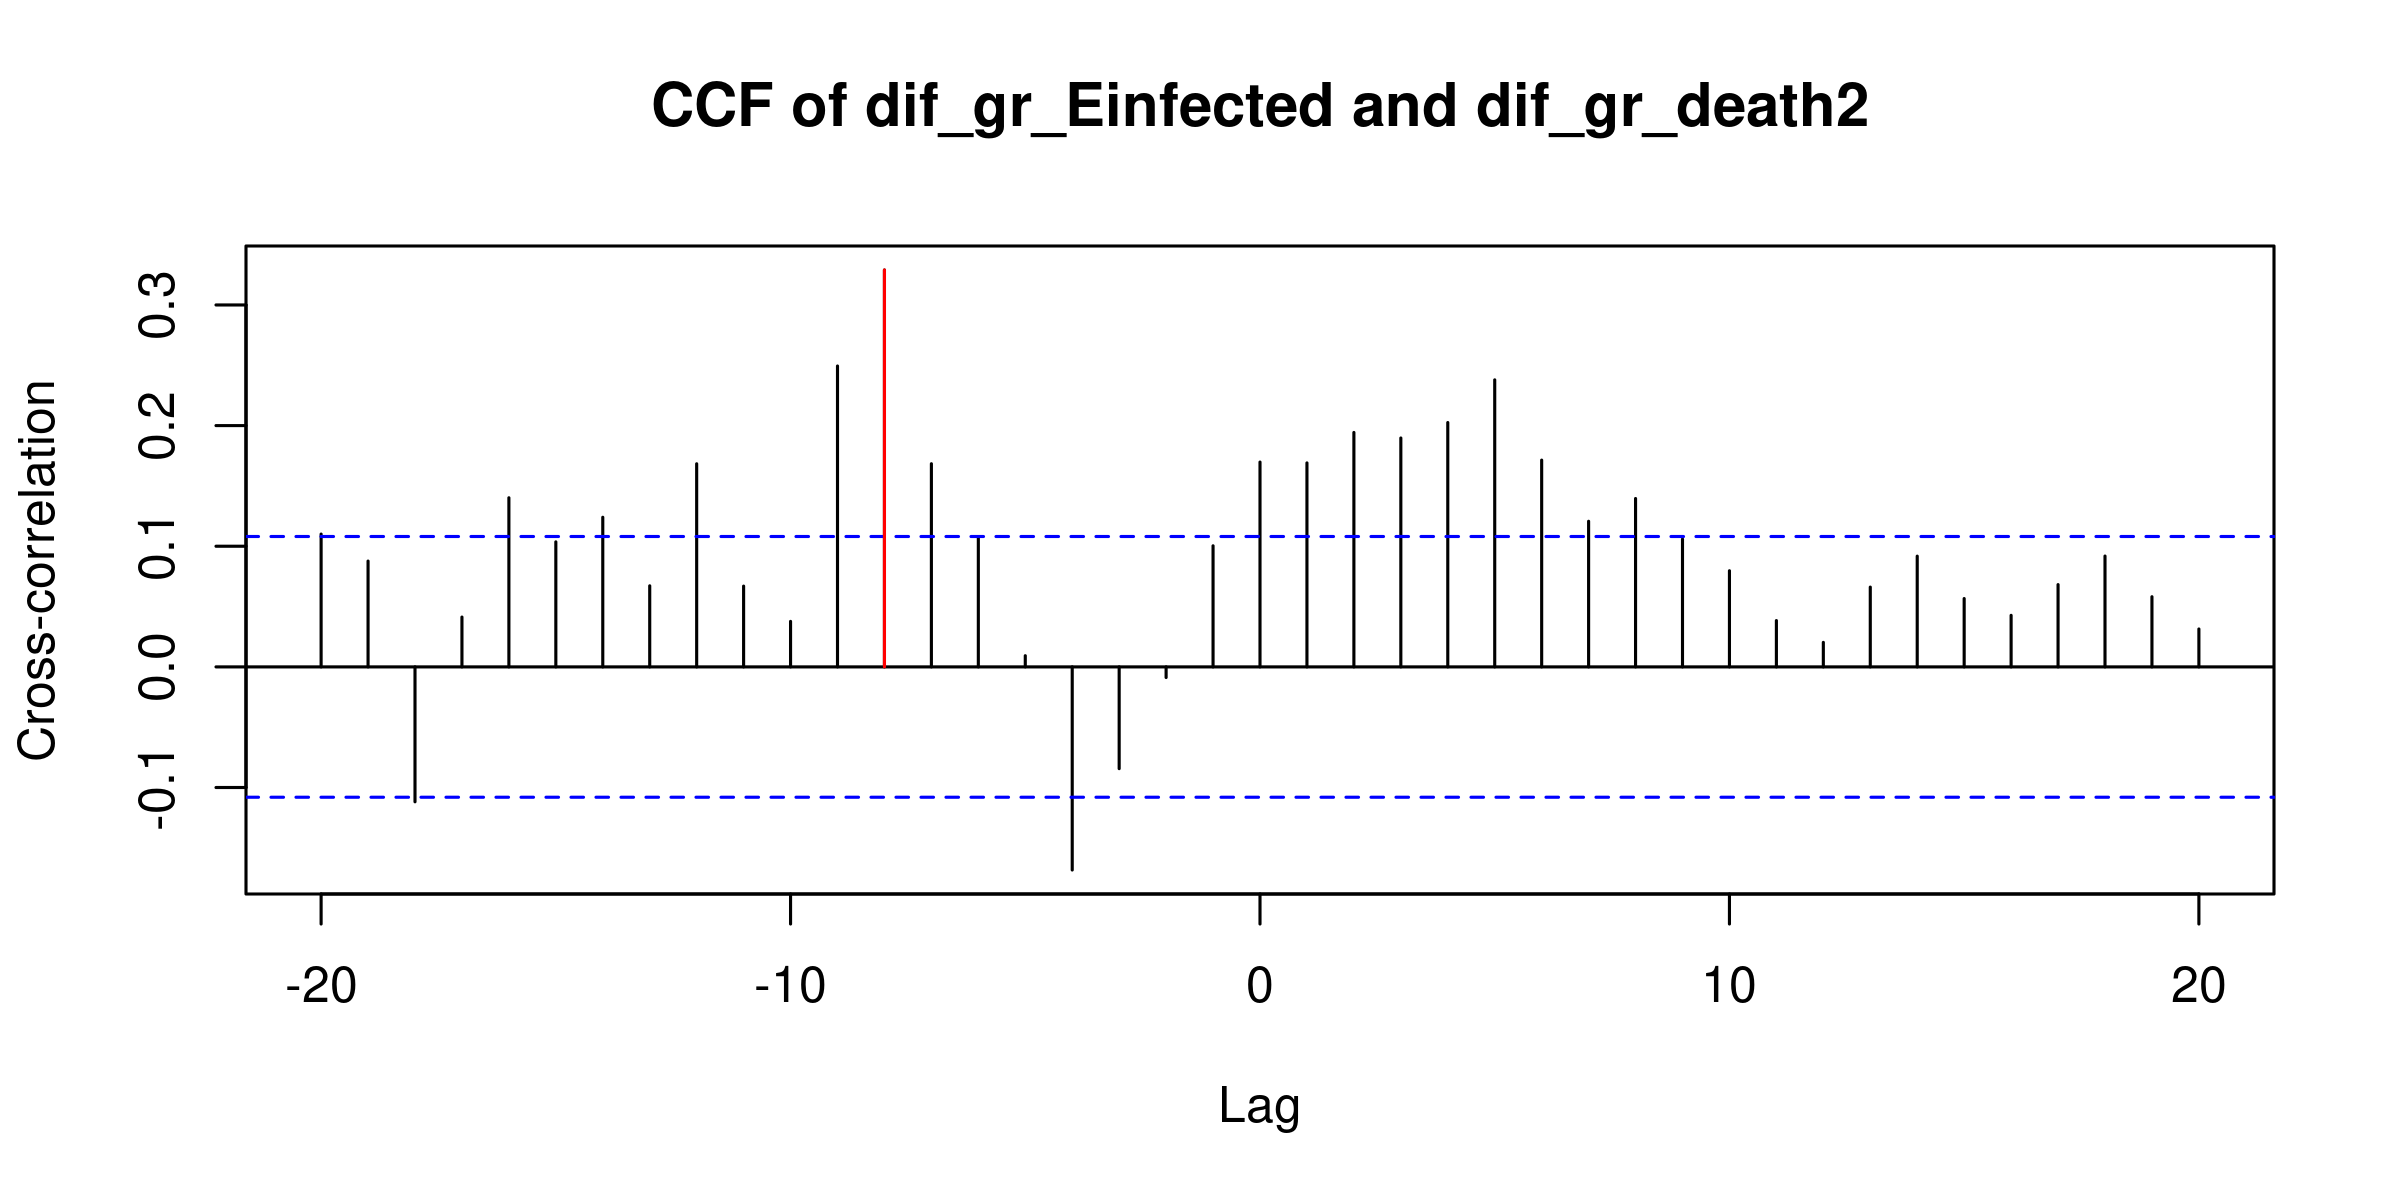 CCF of dif_gr_Einfected and dif_gr_death2
Cross-correlation
0.3
0.2
0.1
0.0
-0.1
-20 -10 0 10 20
Lag